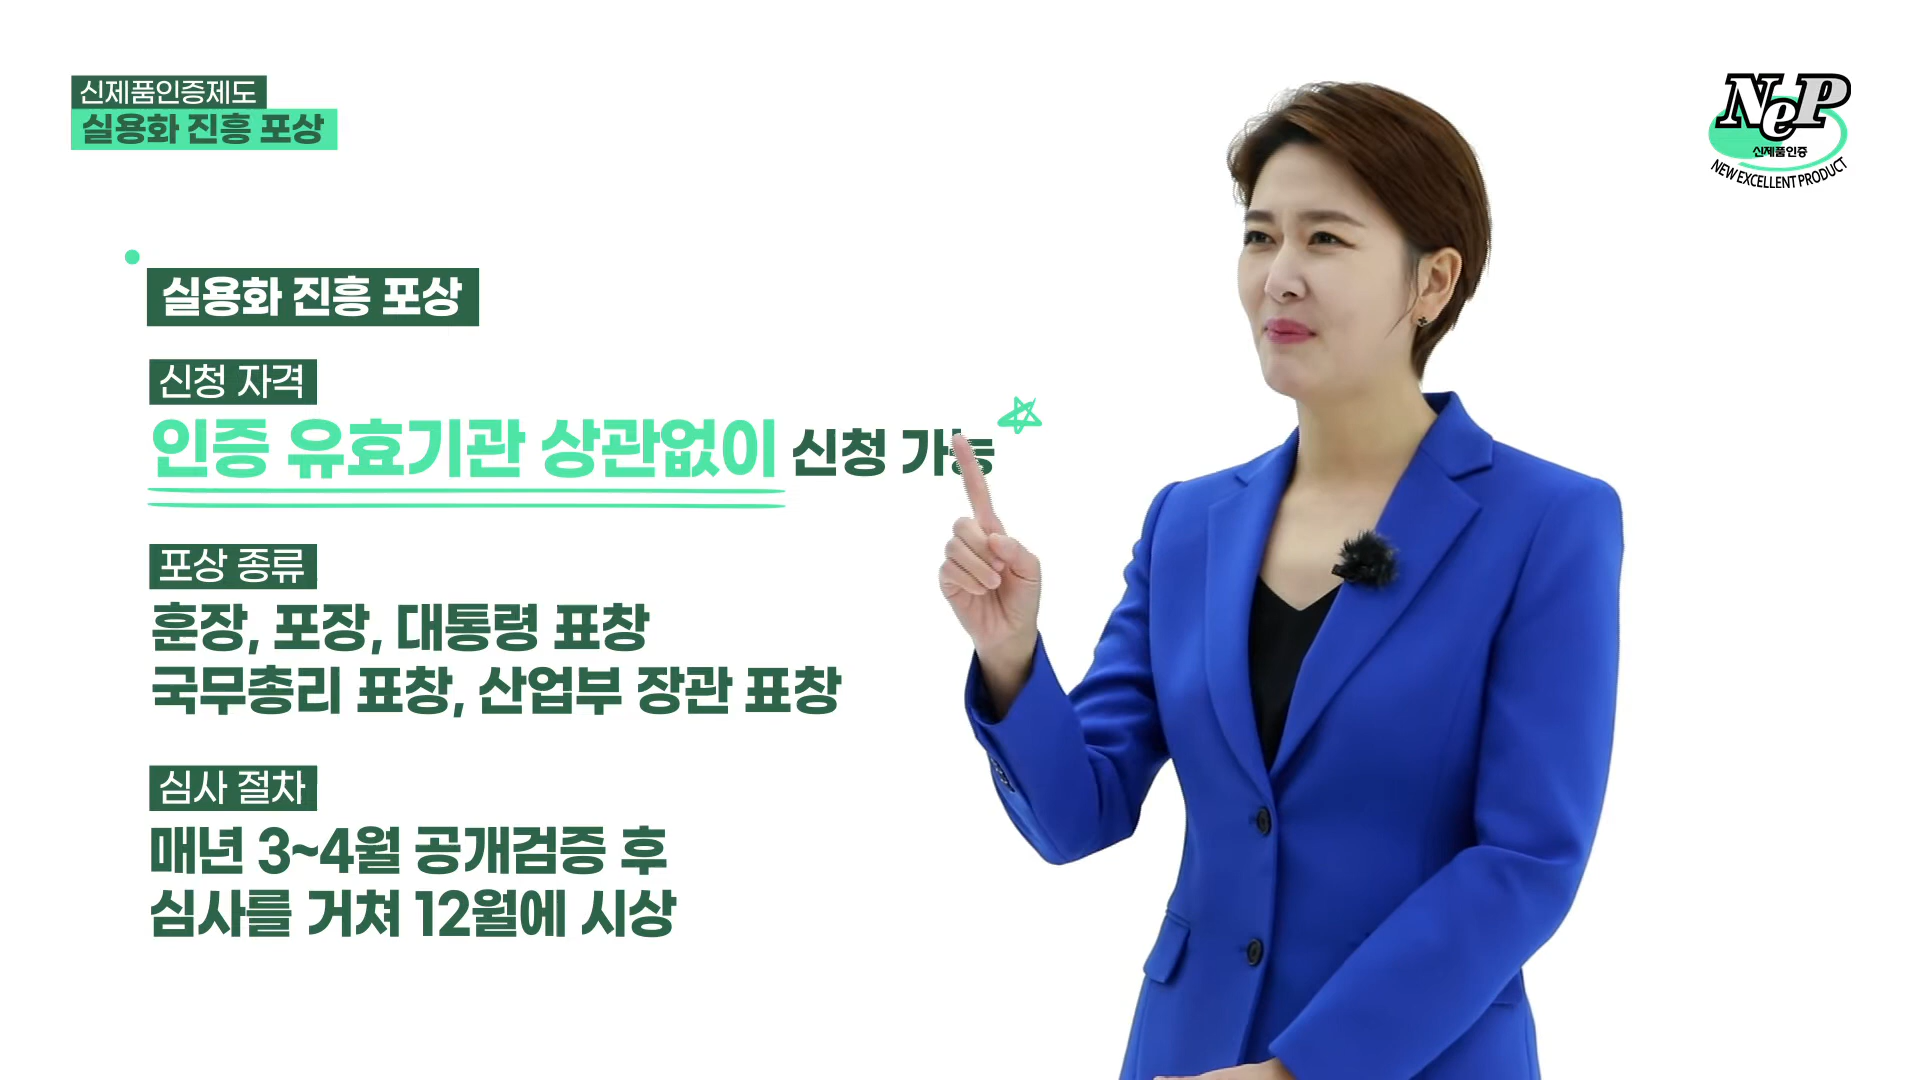 신제품인증제도
실용화 진흥 포상
NeP
신제품인증
NEW EXCELLENT PRODUCT
실용화 진흥 포상
신청 자격
인증 유효기관 상관없이 신청 가능
포상 종류
훈장, 포장, 대통령 표창
국무총리 표창, 산업부 장관 표창
심사 절차
매년 3~4월 공개검증 후
심사를 거쳐 12월에 시상